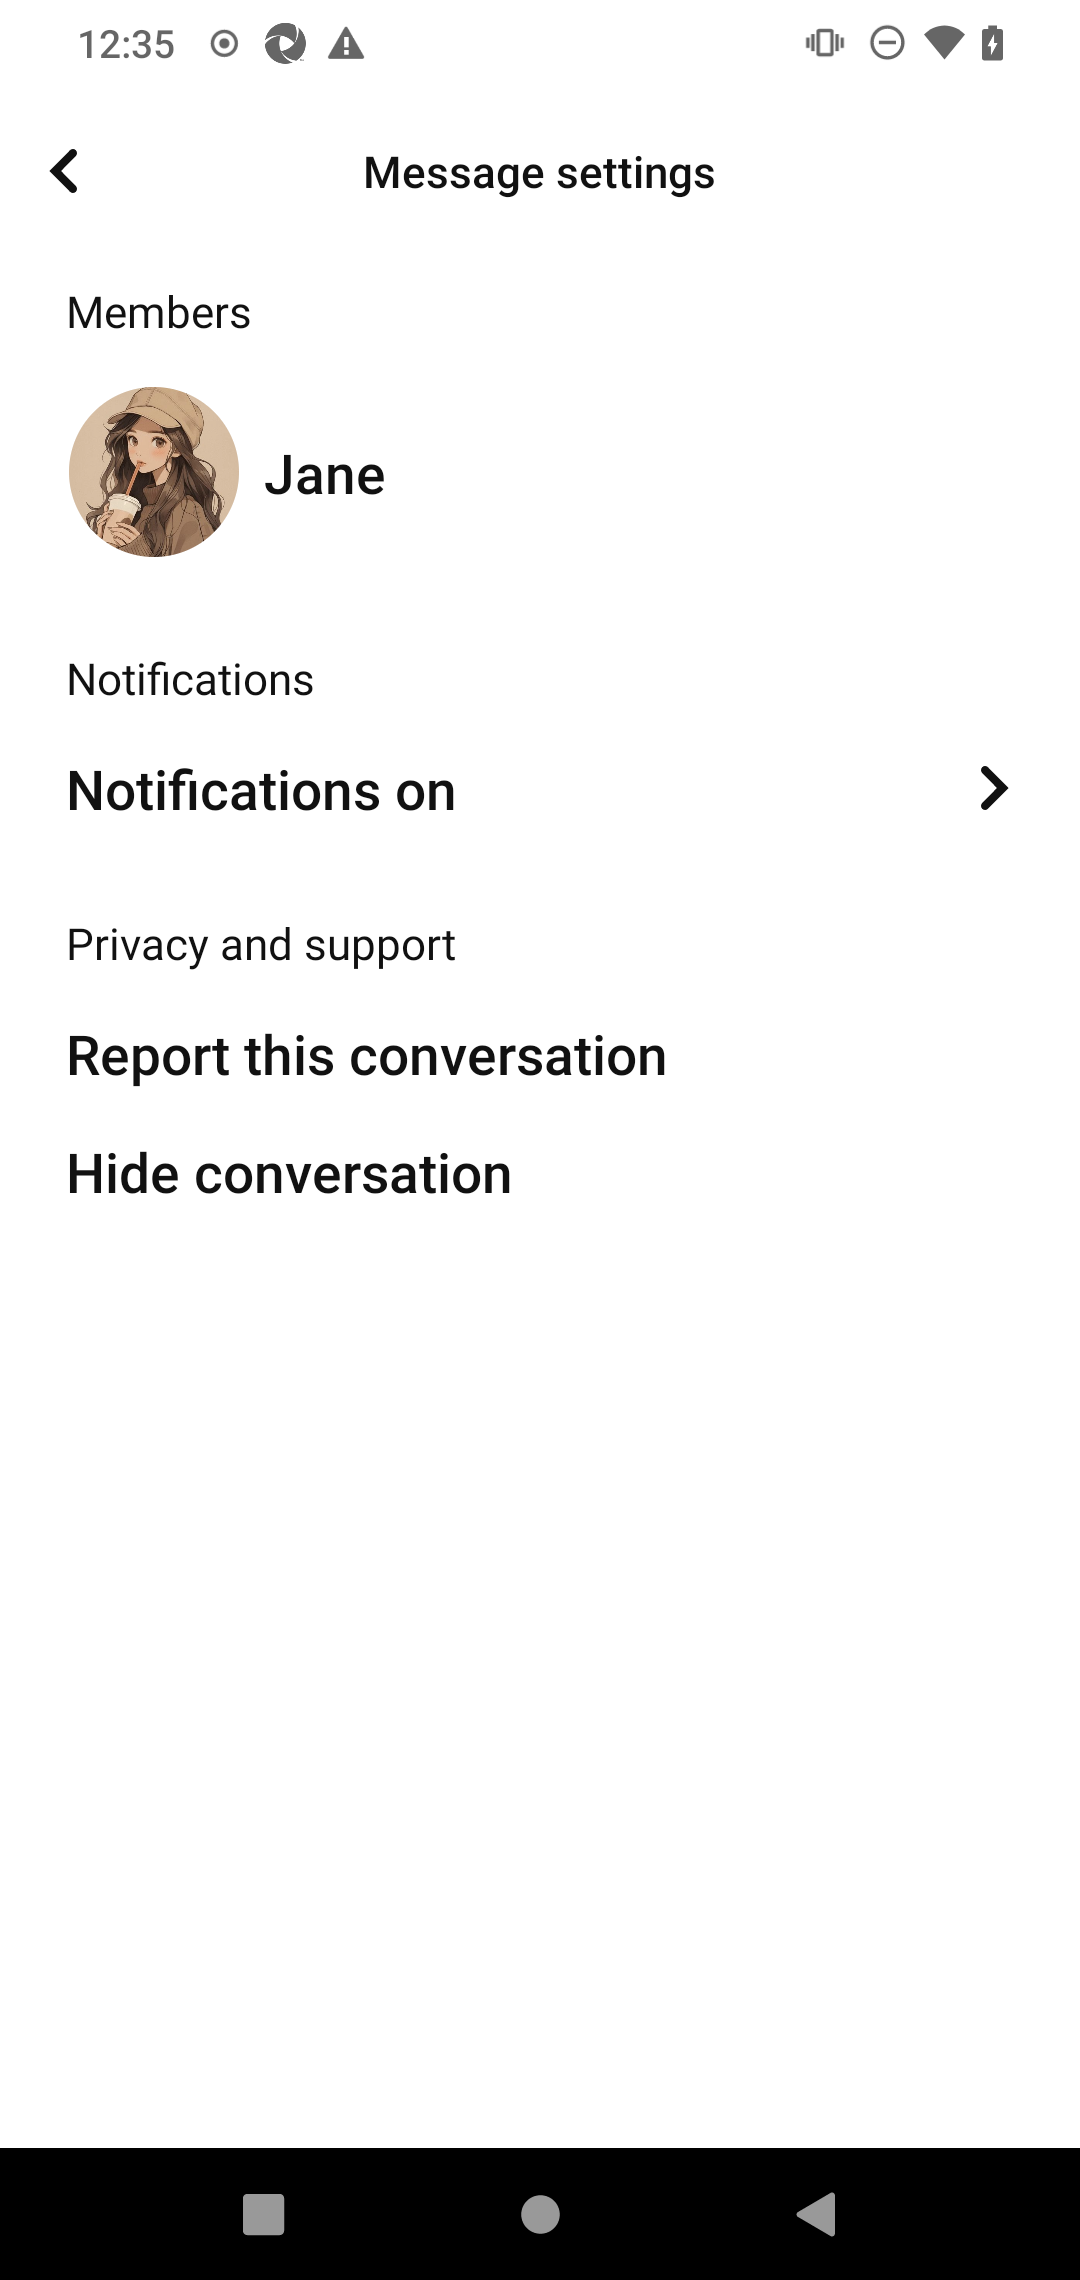 12:35
Message settings
Members
Jane
Notifications
Notifications on
Privacy and support
Report this conversation
Hide conversation